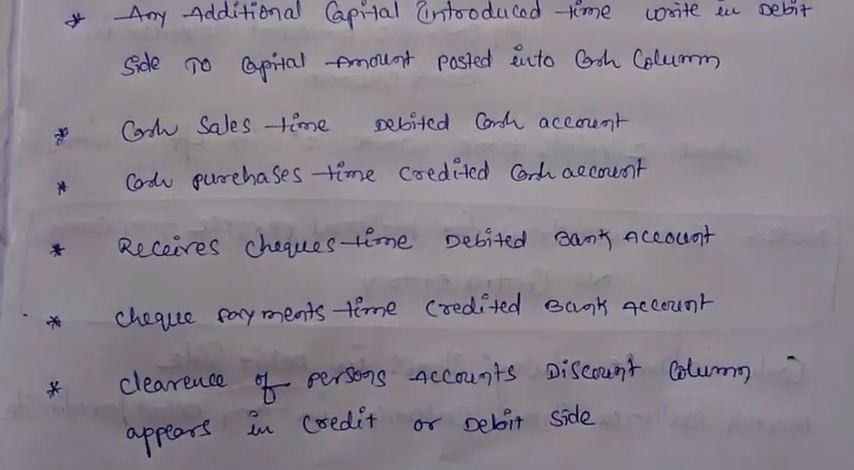 * Any Additional Capital Introduced time write in Debit
side TO Capital Amount posted into Cash Column
* Cash Sales time Debited Cash account
* Cash purchases time credited Cash account
* Receives cheques time Debited Bank Account
* cheque payments time credited Bank Account
* clearence of persons Accounts Discount Column
appears in credit or Debit side